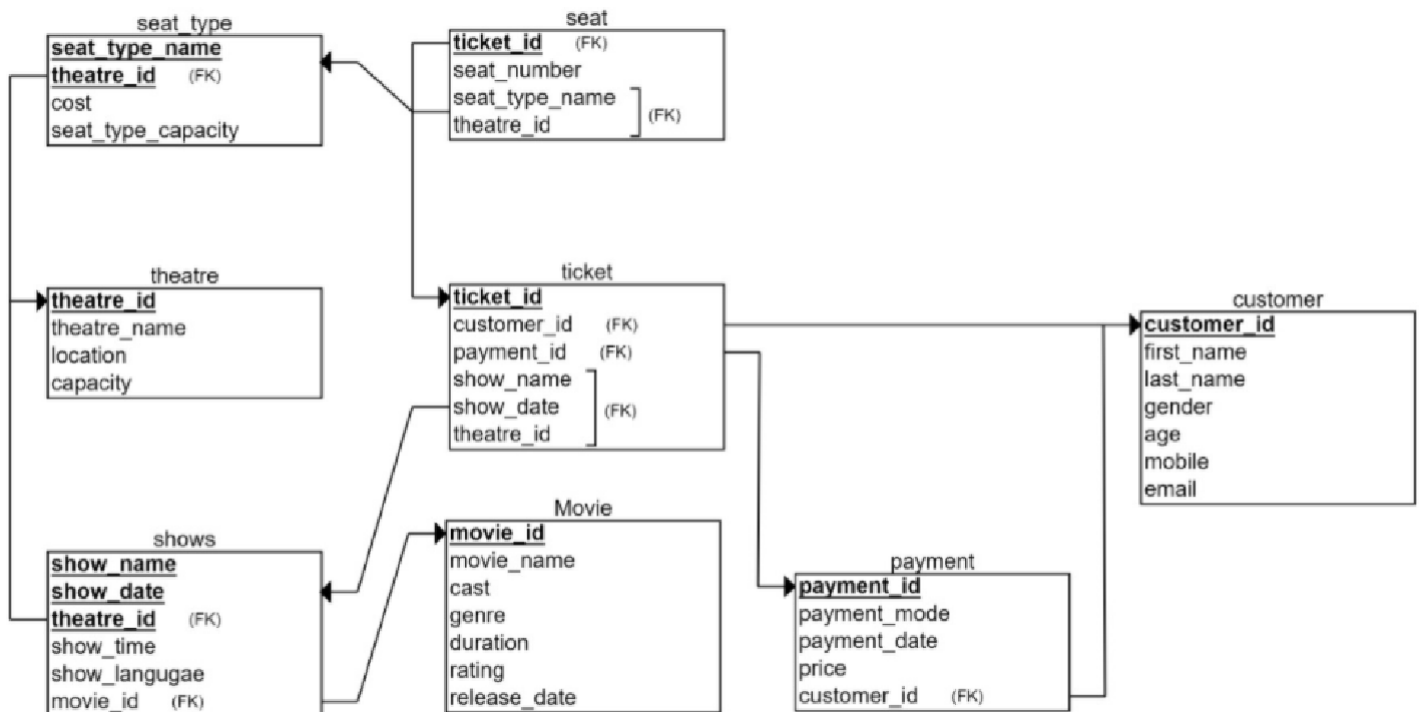 seat_type
seat_type_name
theatre_id (FK)
cost
seat_type_capacity
seat
ticket_id (FK)
seat_number
seat_type_name
theatre_id
(FK)
theatre
theatre_id
theatre_name
location
capacity
ticket
ticket_id
customer_id (FK)
payment_id (FK)
show_name
show_date
theatre_id
(FK)
customer
customer_id
first_name
last_name
gender
age
mobile
email
shows
show_name
show_date
theatre_id (FK)
show_time
show_langugae
movie_id (FK)
Movie
movie_id
movie_name
cast
genre
duration
rating
release_date
payment
payment_id
payment_mode
payment_date
price
customer_id (FK)